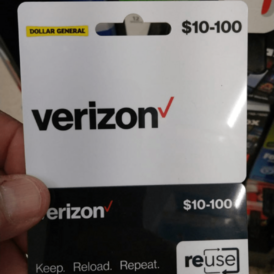 DOLLAR GENERAL
$10-100
verizon✓
verizon✓
$10-100
Keep. Reload. Repeat.
reuse